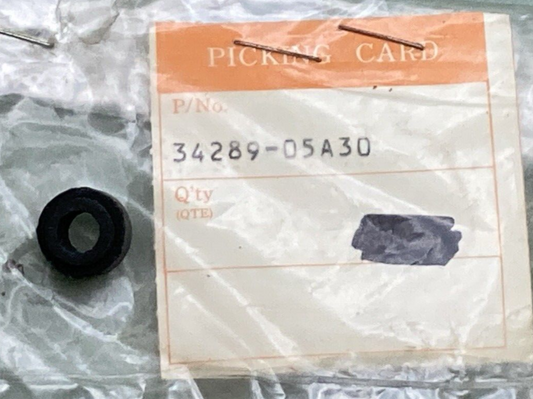 PICKING CARD
P/No.
34289-05A30
Q'ty
(QTE)